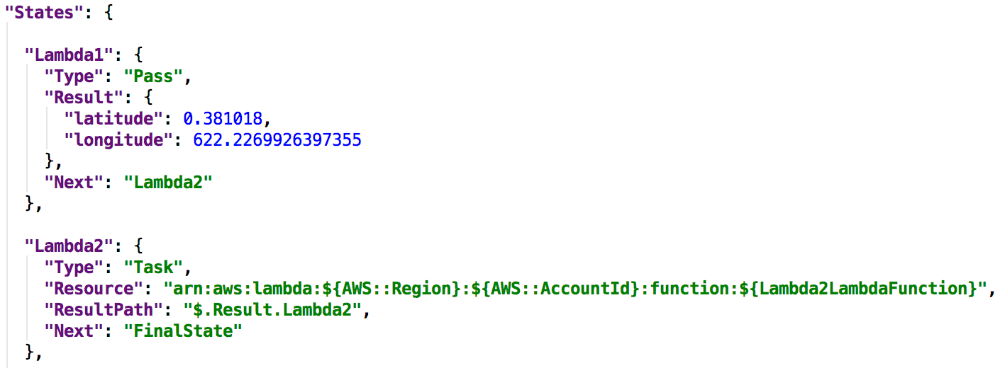 "States": {
"Lambda1": {
"Type": "Pass",
"Result": {
"latitude": 0.381018,
"longitude": 622.2269926397355
},
"Next": "Lambda2"
},
"Lambda2": {
"Type": "Task",
"Resource": "arn:aws:lambda:${AWS::Region}:${AWS::AccountId}:function:${Lambda2LambdaFunction}",
"ResultPath": "$.Result.Lambda2",
"Next": "FinalState"
},